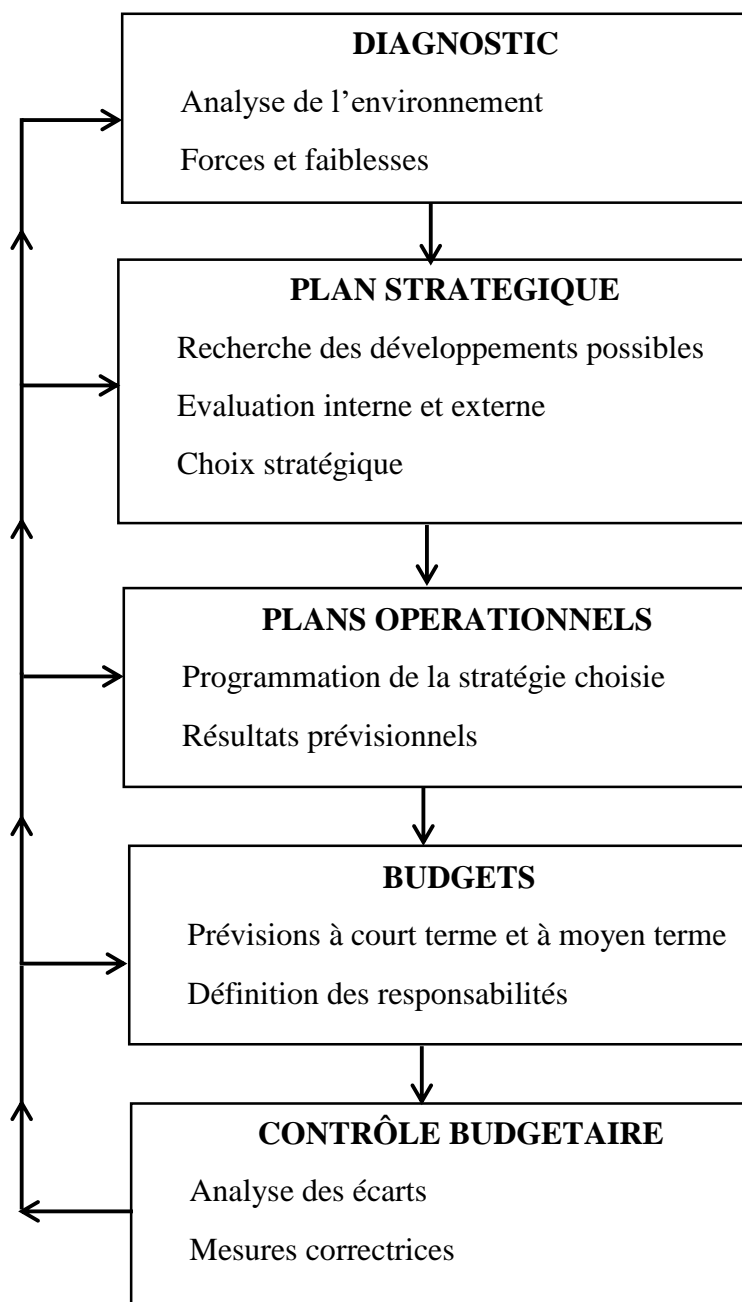 DIAGNOSTIC
Analyse de l’environnement
Forces et faiblesses
PLAN STRATEGIQUE
Recherche des développements possibles
Evaluation interne et externe
Choix stratégique
PLANS OPERATIONNELS
Programmation de la stratégie choisie
Résultats prévisionnels
BUDGETS
Prévisions à court terme et à moyen terme
Définition des responsabilités
CONTRÔLE BUDGETAIRE
Analyse des écarts
Mesures correctrices